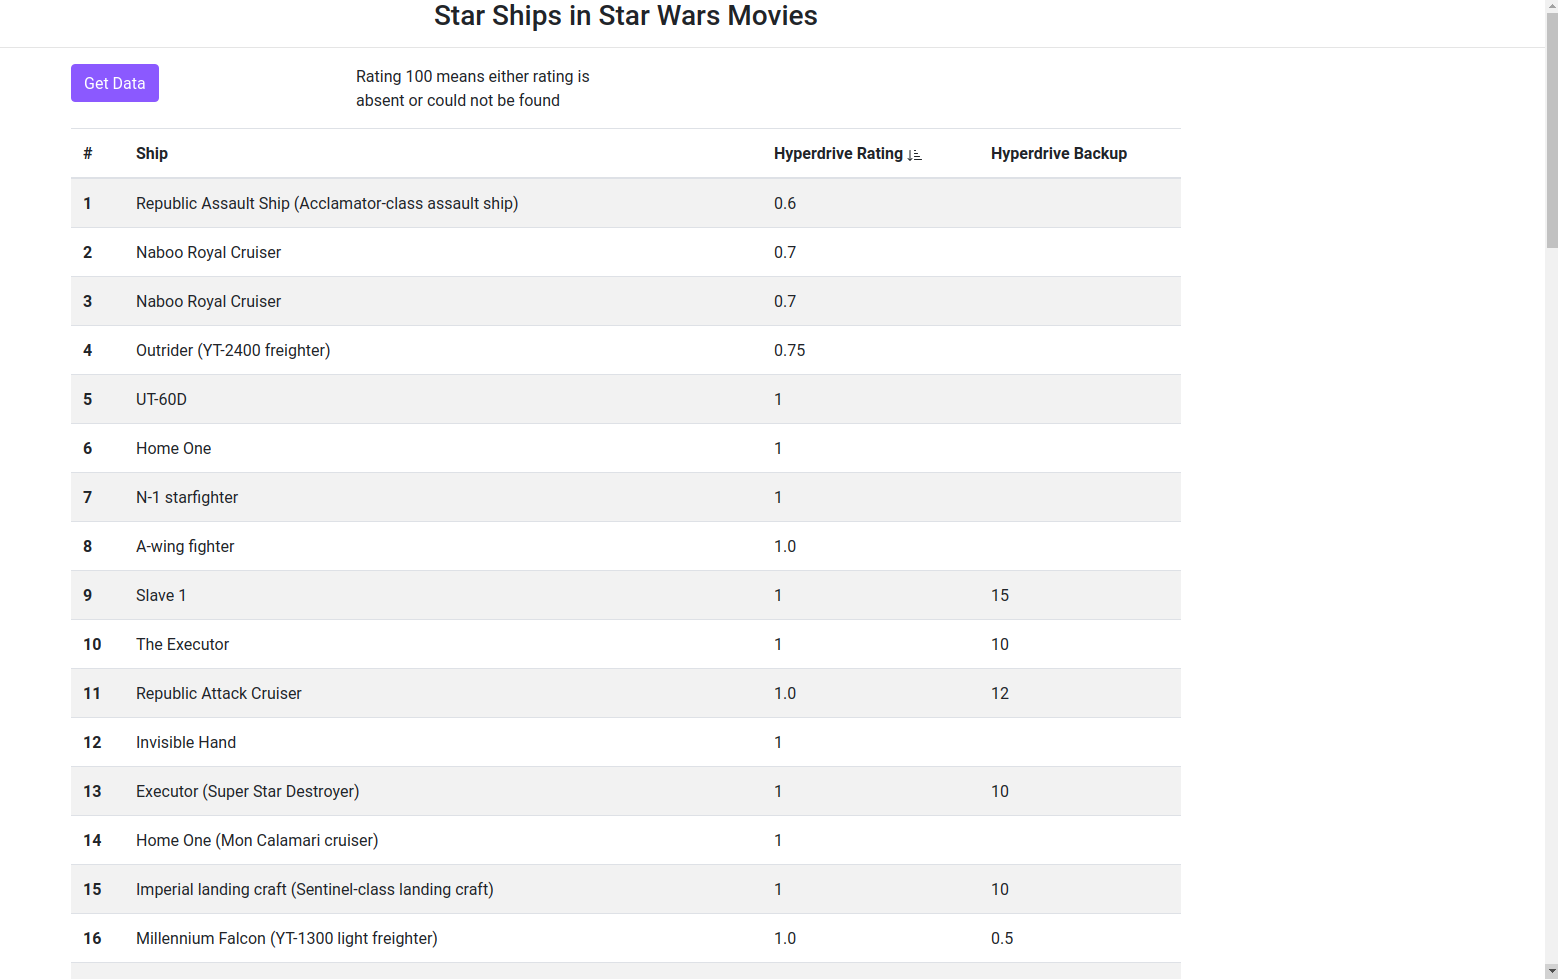 Star Ships in Star Wars Movies
Get Data
Rating 100 means either rating is
absent or could not be found
# Ship Hyperdrive Rating Hyperdrive Backup
1 Republic Assault Ship (Acclamator-class assault ship) 0.6
2 Naboo Royal Cruiser 0.7
3 Naboo Royal Cruiser 0.7
4 Outrider (YT-2400 freighter) 0.75
5 UT-60D 1
6 Home One 1
7 N-1 starfighter 1
8 A-wing fighter 1.0
9 Slave 1 1 15
10 The Executor 1 10
11 Republic Attack Cruiser 1.0 12
12 Invisible Hand 1
13 Executor (Super Star Destroyer) 1 10
14 Home One (Mon Calamari cruiser) 1
15 Imperial landing craft (Sentinel-class landing craft) 1 10
16 Millennium Falcon (YT-1300 light freighter) 1.0 0.5